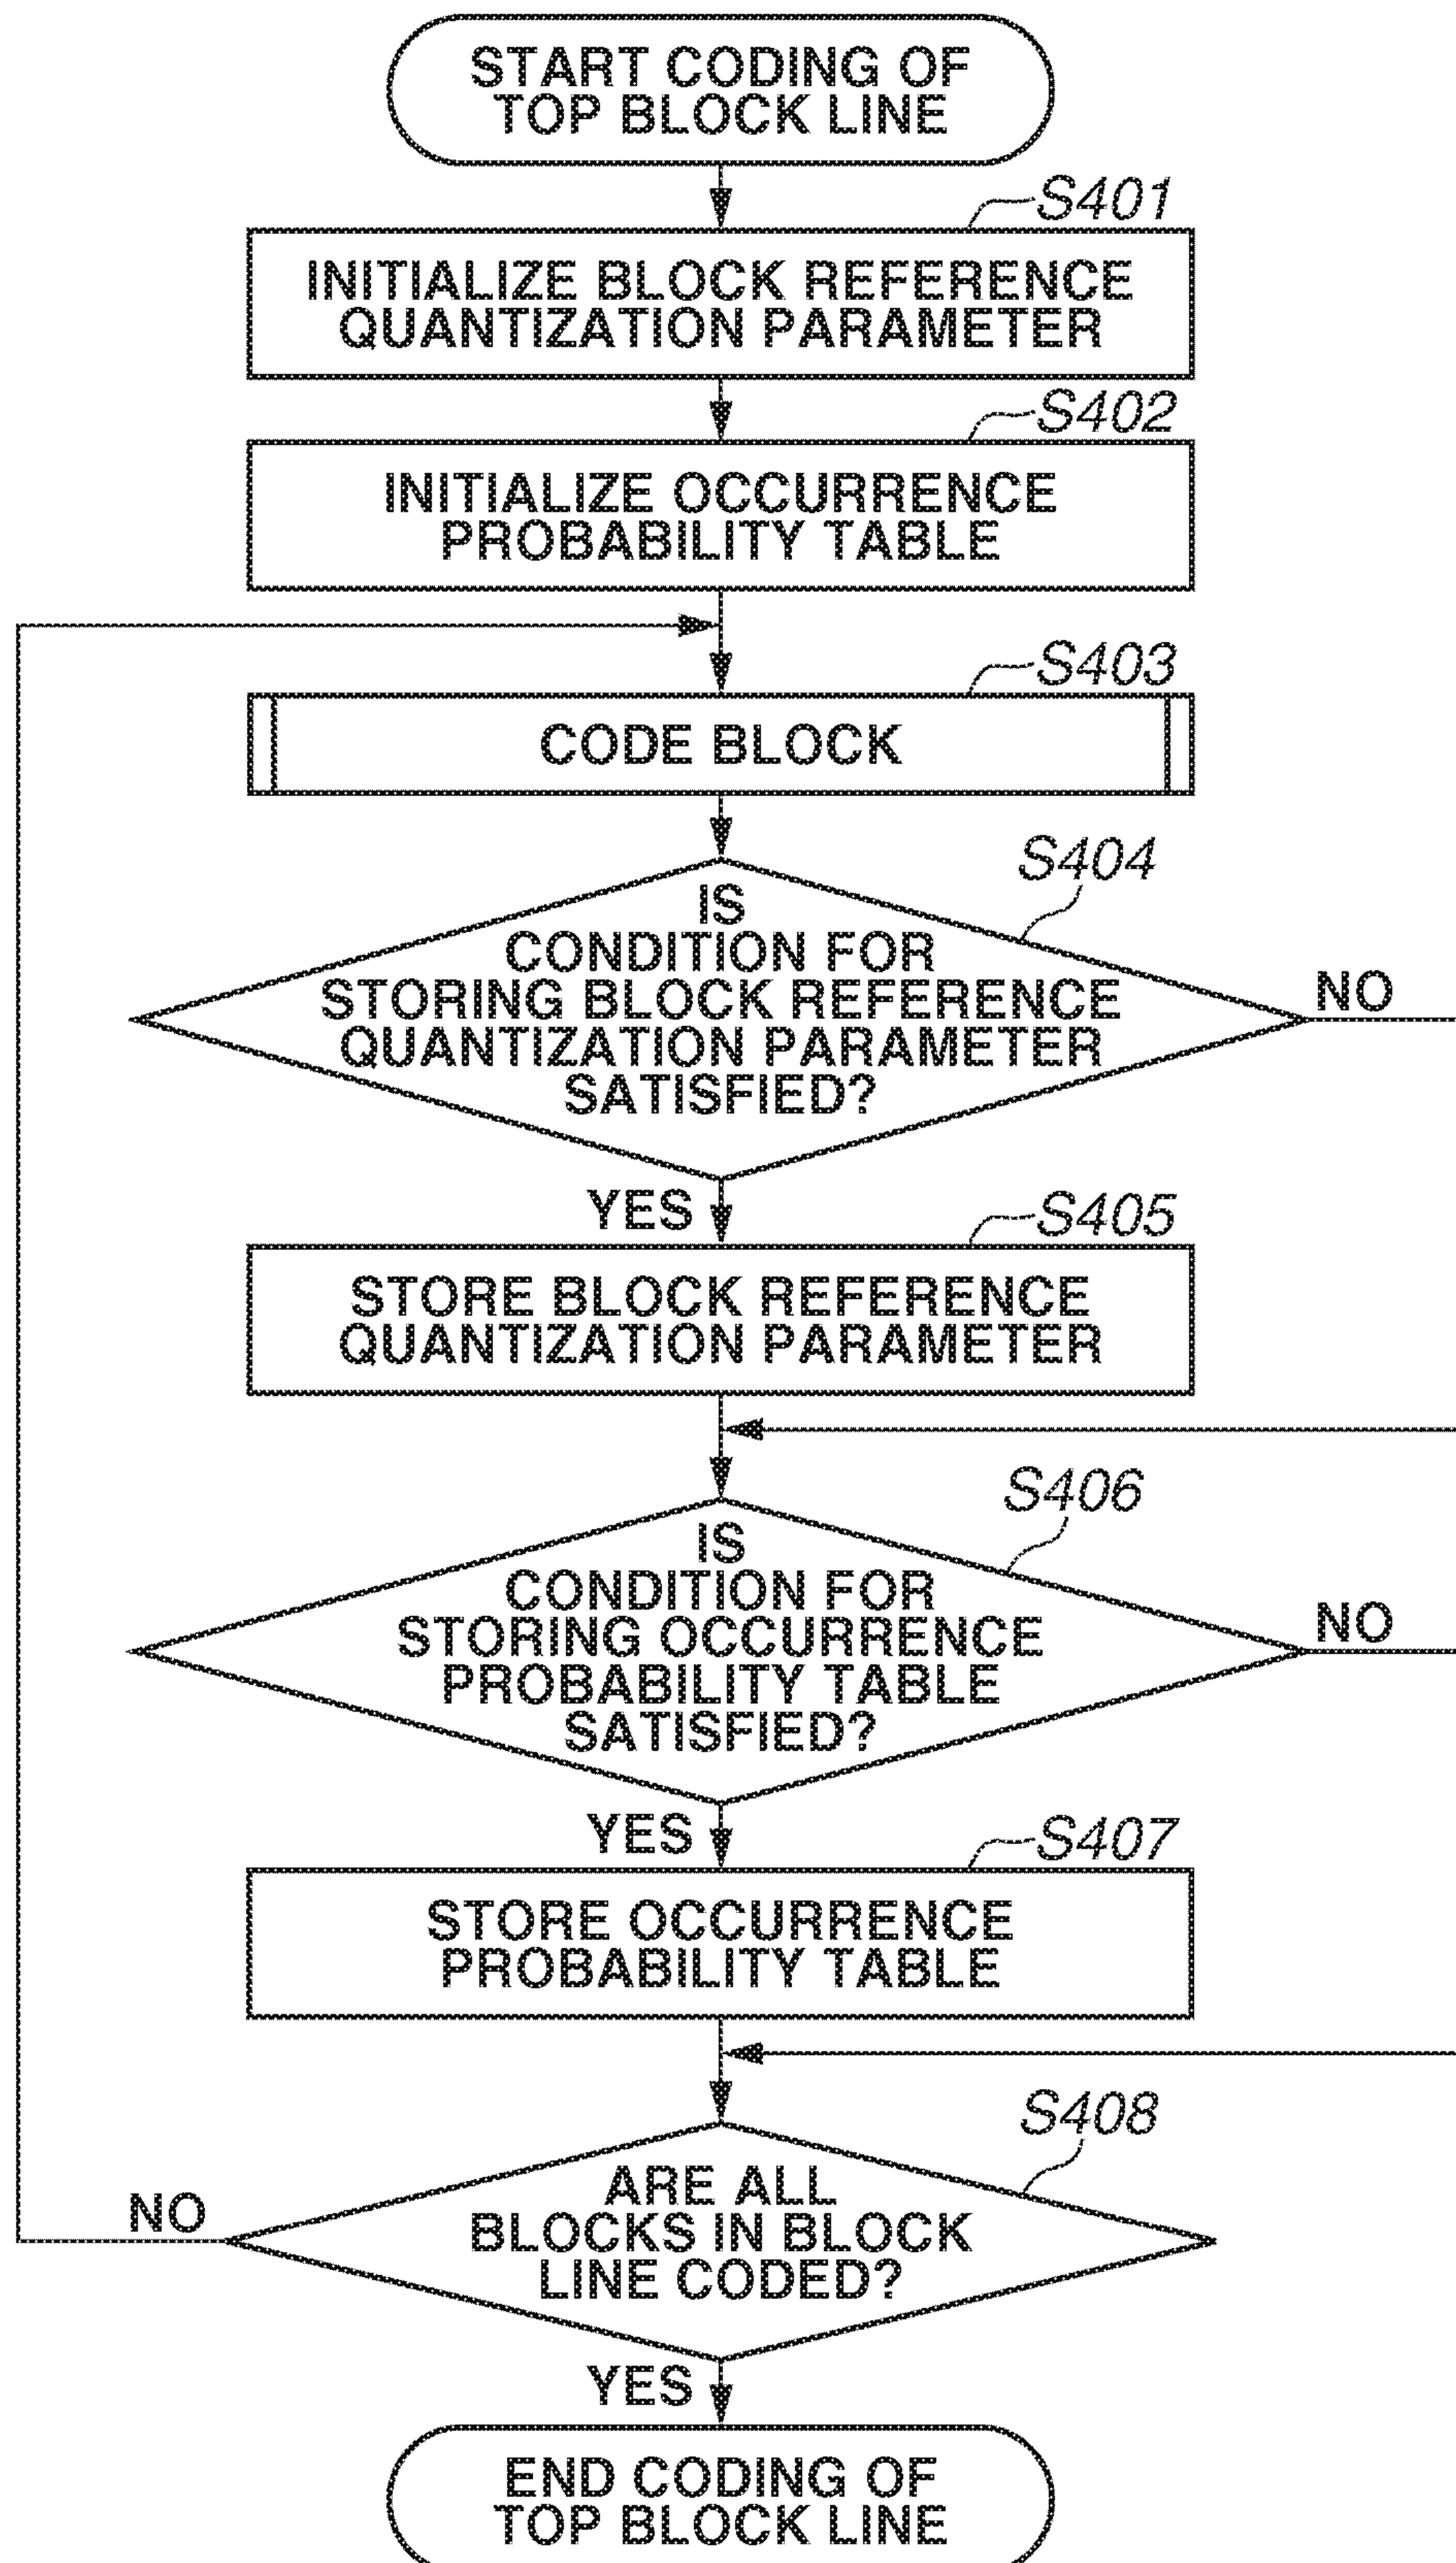 START CODING OF
TOP BLOCK LINE
S401
INITIALIZE BLOCK REFERENCE
QUANTIZATION PARAMETER
S402
INITIALIZE OCCURRENCE
PROBABILITY TABLE
S403
CODE BLOCK
S404
IS
CONDITION FOR
STORING BLOCK REFERENCE
QUANTIZATION PARAMETER
SATISFIED?
NO
YES
S405
STORE BLOCK REFERENCE
QUANTIZATION PARAMETER
S406
IS
CONDITION FOR
STORING OCCURRENCE
PROBABILITY TABLE
SATISFIED?
NO
YES
S407
STORE OCCURRENCE
PROBABILITY TABLE
S408
ARE ALL
BLOCKS IN BLOCK
LINE CODED?
NO
YES
END CODING OF
TOP BLOCK LINE